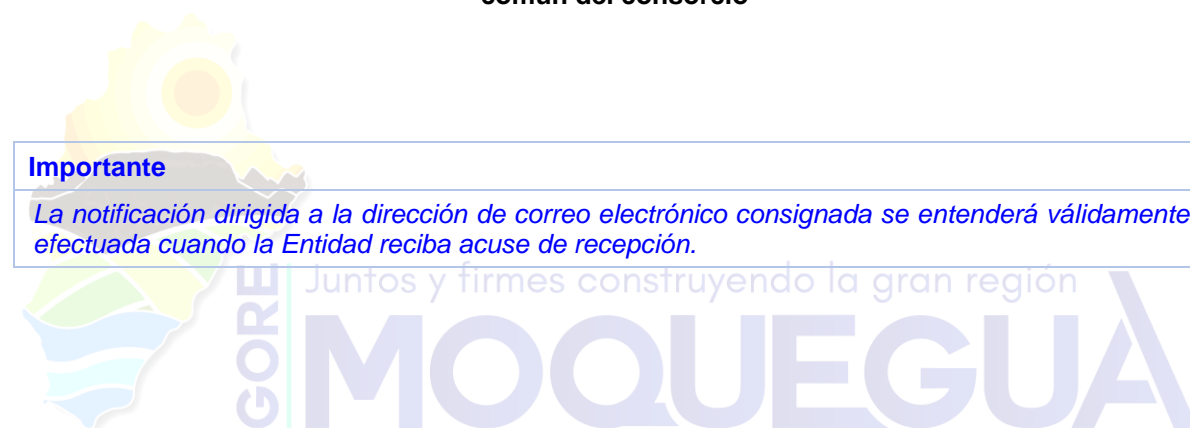 común del consorcio
Importante
La notificación dirigida a la dirección de correo electrónico consignada se entenderá válidamente
efectuada cuando la Entidad reciba acuse de recepción.
Juntos y firmes construyendo la gran región
GORE
MOQUEGUA